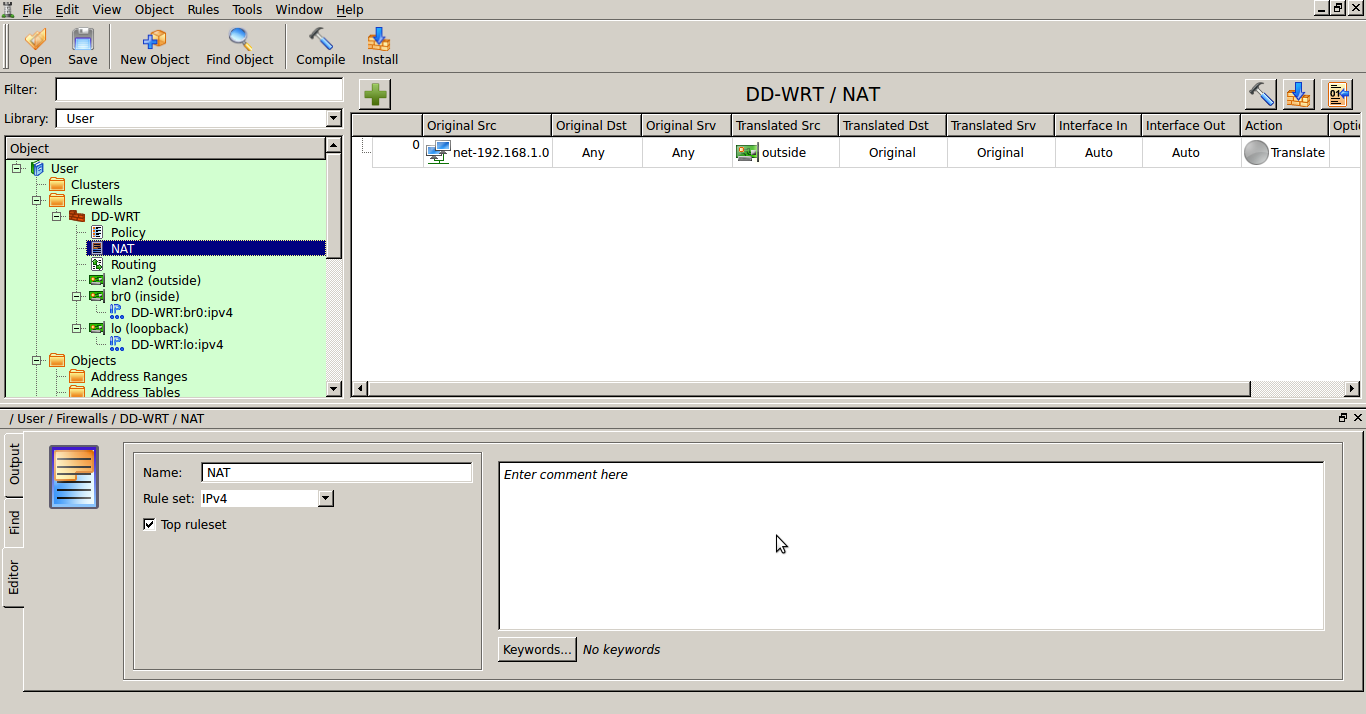 File Edit View Object Rules Tools Window Help
Open Save New Object Find Object Compile Install
Filter:
Library: User
DD-WRT / NAT
Original Src Original Dst Original Srv Translated Src Translated Dst Translated Srv Interface In Interface Out Action Optic
0 net-192.168.1.0 Any Any outside Original Original Auto Auto Translate
Object
User
Clusters
Firewalls
DD-WRT
Policy
NAT
Routing
vlan2 (outside)
br0 (inside)
DD-WRT:br0:ipv4
lo (loopback)
DD-WRT:lo:ipv4
Objects
Address Ranges
Address Tables
/ User / Firewalls / DD-WRT / NAT
Output
Find
Editor
Name: NAT
Rule set: IPv4
Top ruleset
Enter comment here
Keywords... No keywords